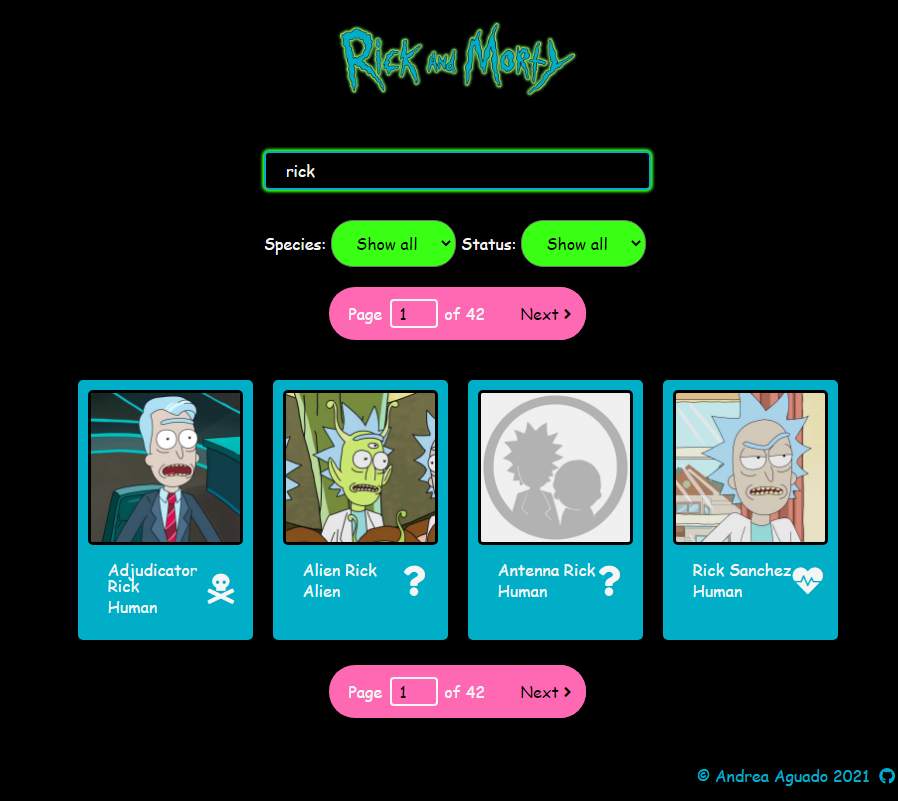 Rick and Morty
rick
Species: Show all Status: Show all
Page 1 of 42 Next
Adjudicator
Rick
Human
Alien Rick
Alien
Antenna Rick
Human
Rick Sanchez
Human
Page 1 of 42 Next
© Andrea Aguado 2021